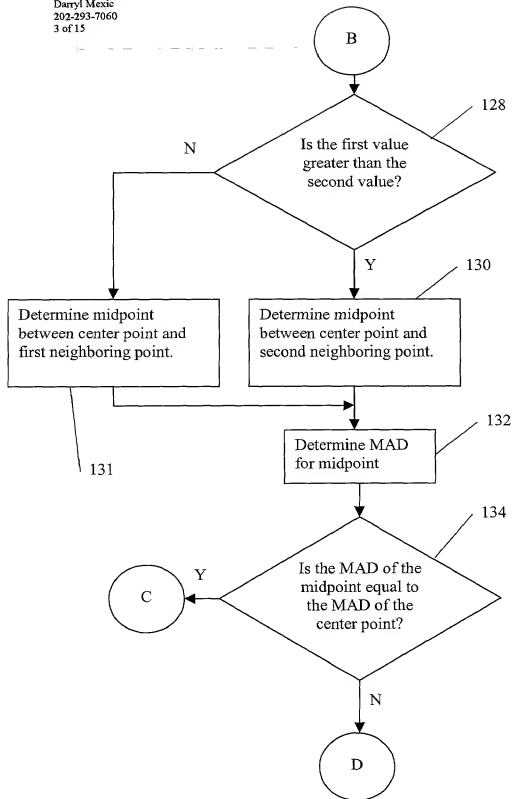 Darryl Mexic
202-293-7060
3 of 15
B
128
Is the first value
greater than the
second value?
N
Y
130
Determine midpoint
between center point and
first neighboring point.
Determine midpoint
between center point and
second neighboring point.
132
131
Determine MAD
for midpoint
134
Is the MAD of the
midpoint equal to
the MAD of the
center point?
Y
C
N
D